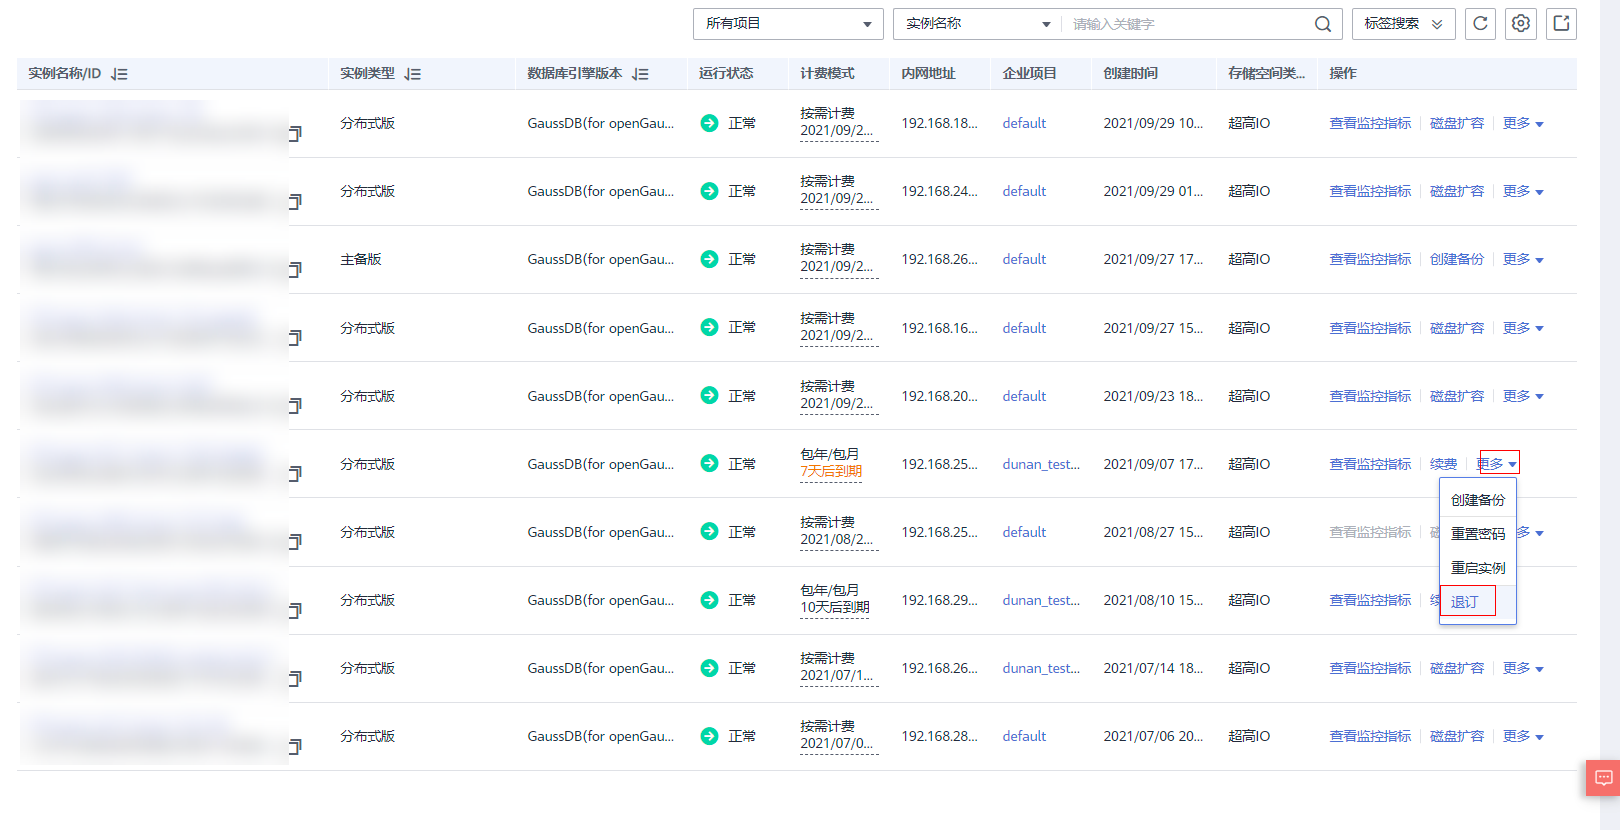 所有项目
实例名称 请输入关键字 标签搜索
实例名称/ID 实例类型 数据库引擎版本 运行状态 计费模式 内网地址 企业项目 创建时间 存储空间类... 操作
分布式版 GaussDB(for openGau... 正常 按需计费 2021/09/2... 192.168.18... default 2021/09/29 10... 超高IO 查看监控指标 磁盘扩容 更多
分布式版 GaussDB(for openGau... 正常 按需计费 2021/09/2... 192.168.24... default 2021/09/29 01... 超高IO 查看监控指标 磁盘扩容 更多
主备版 GaussDB(for openGau... 正常 按需计费 2021/09/2... 192.168.26... default 2021/09/27 17... 超高IO 查看监控指标 创建备份 更多
分布式版 GaussDB(for openGau... 正常 按需计费 2021/09/2... 192.168.16... default 2021/09/27 15... 超高IO 查看监控指标 磁盘扩容 更多
分布式版 GaussDB(for openGau... 正常 按需计费 2021/09/2... 192.168.20... default 2021/09/23 18... 超高IO 查看监控指标 磁盘扩容 更多
分布式版 GaussDB(for openGau... 正常 包年/包月 7天后到期 192.168.25... dunan_test... 2021/09/07 17... 超高IO 查看监控指标 续费 更多
创建备份
重置密码
重启实例
退订
分布式版 GaussDB(for openGau... 正常 按需计费 2021/08/2... 192.168.25... default 2021/08/27 15... 超高IO 查看监控指标
分布式版 GaussDB(for openGau... 正常 包年/包月 10天后到期 192.168.29... dunan_test... 2021/08/10 15... 超高IO 查看监控指标
分布式版 GaussDB(for openGau... 正常 按需计费 2021/07/1... 192.168.26... dunan_test... 2021/07/14 18... 超高IO 查看监控指标 磁盘扩容 更多
分布式版 GaussDB(for openGau... 正常 按需计费 2021/07/0... 192.168.28... default 2021/07/06 20... 超高IO 查看监控指标 磁盘扩容 更多